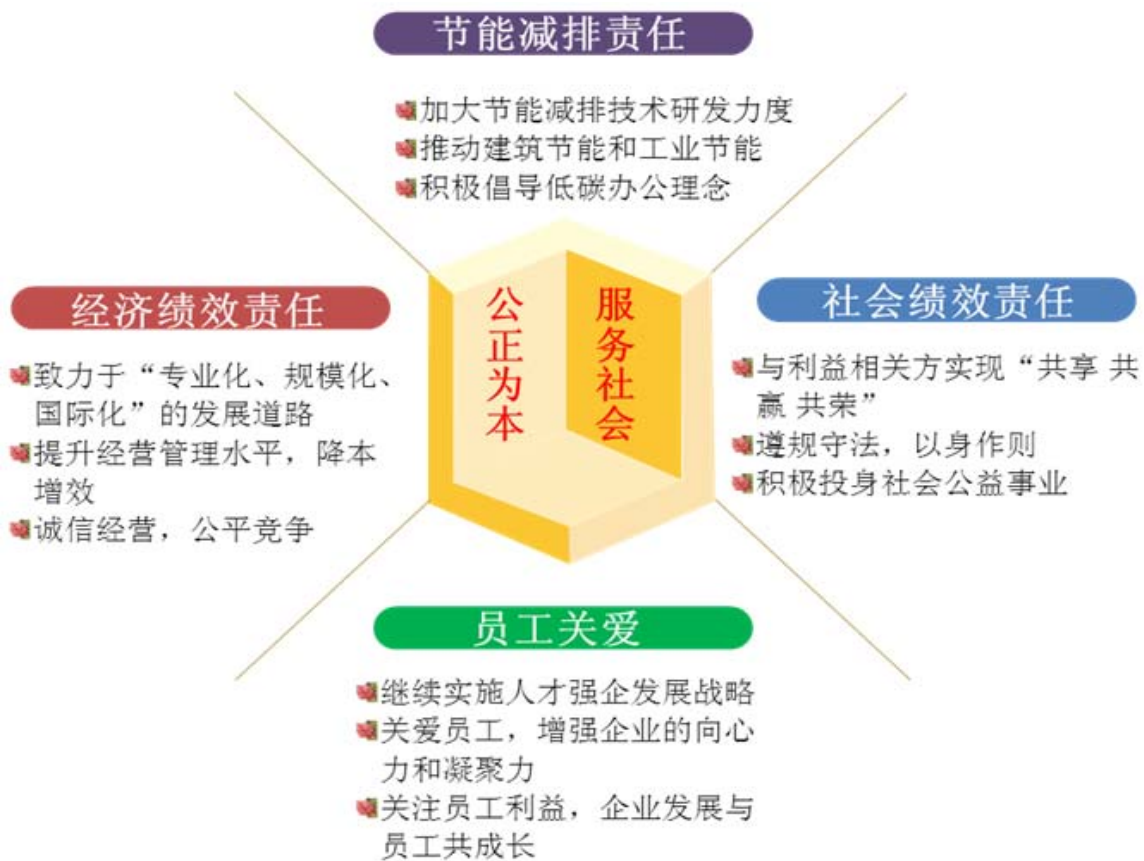 节能减排责任
加大节能减排技术研发力度
推动建筑节能和工业节能
积极倡导低碳办公理念
经济绩效责任
致力于“专业化、规模化、
国际化”的发展道路
提升经营管理水平，降本
增效
诚信经营，公平竞争
公正为本
服务社会
社会绩效责任
与利益相关方实现“共享 共
赢 共荣”
遵规守法，以身作则
积极投身社会公益事业
员工关爱
继续实施人才强企发展战略
关爱员工，增强企业的向心
力和凝聚力
关注员工利益，企业发展与
员工共成长